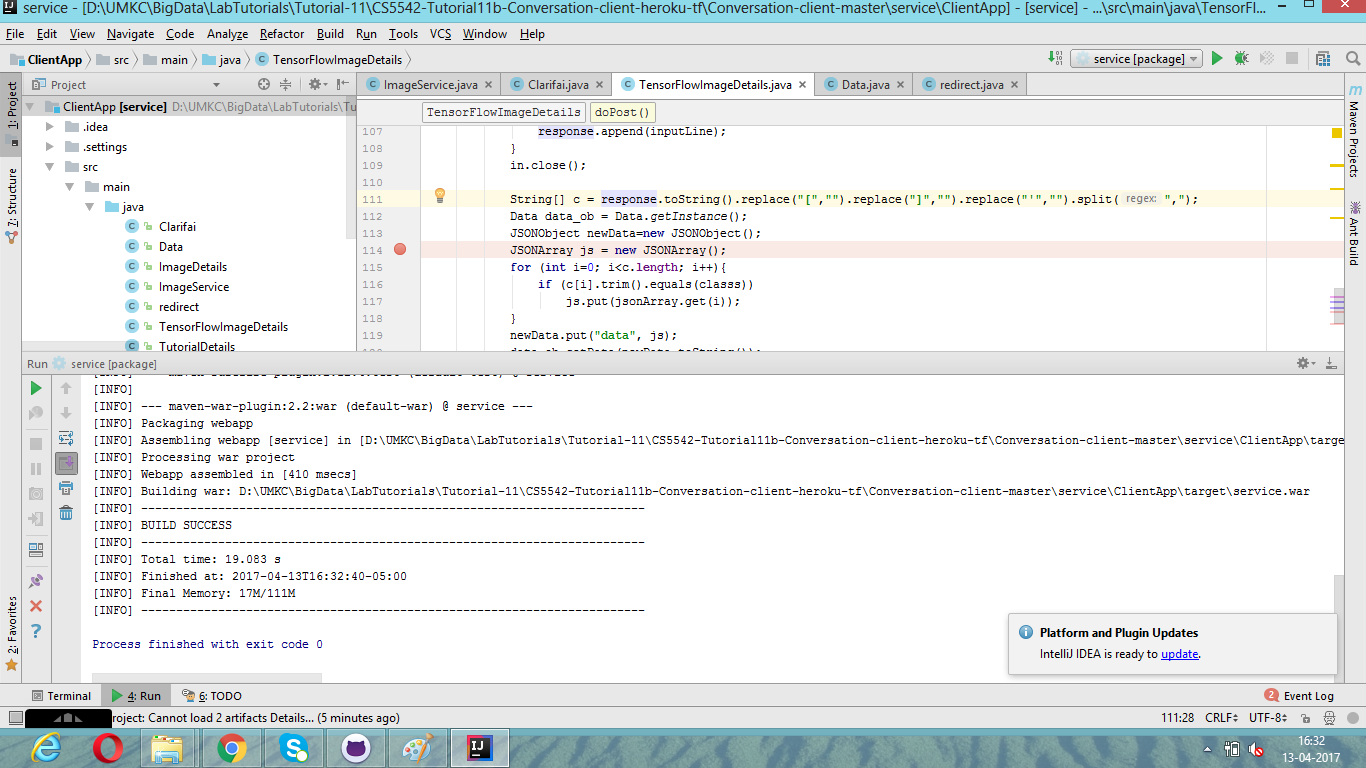 service - [D:\UMKC\BigData\LabTutorials\Tutorial-11\CS5542-Tutorial11b-Conversation-client-heroku-tf\Conversation-client-master\service\ClientApp] - [service] - ...\src\main\java\TensorFl...
File Edit View Navigate Code Analyze Refactor Build Run Tools VCS Window Help
ClientApp src main java TensorFlowImageDetails service [package]
1: Project
7: Structure
2: Favorites
Project
ClientApp [service] D:\UMKC\BigData\LabTutorials\Tu
.idea
.settings
src
main
java
Clarifai
Data
ImageDetails
ImageService
redirect
TensorFlowImageDetails
TutorialDetails
ImageService.java Clarifai.java TensorFlowImageDetails.java Data.java redirect.java
TensorFlowImageDetails doPost()
107 response.append(inputLine);
108 }
109 in.close();
110
111 String[] c = response.toString().replace("[","").replace("]","").replace("'","").split( regex: ",");
112 Data data_ob = Data.getInstance();
113 JSONObject newData=new JSONObject();
114 JSONArray js = new JSONArray();
115 for (int i=0; i<c.length; i++){
116 if (c[i].trim().equals(classs))
117 js.put(jsonArray.get(i));
118 }
119 newData.put("data", js);
Maven Projects
Ant Build
Run service [package]
[INFO]
[INFO] --- maven-war-plugin:2.2:war (default-war) @ service ---
[INFO] Packaging webapp
[INFO] Assembling webapp [service] in [D:\UMKC\BigData\LabTutorials\Tutorial-11\CS5542-Tutorial11b-Conversation-client-heroku-tf\Conversation-client-master\service\ClientApp\targe
[INFO] Processing war project
[INFO] Webapp assembled in [410 msecs]
[INFO] Building war: D:\UMKC\BigData\LabTutorials\Tutorial-11\CS5542-Tutorial11b-Conversation-client-heroku-tf\Conversation-client-master\service\ClientApp\target\service.war
[INFO] ------------------------------------------------------------------------
[INFO] BUILD SUCCESS
[INFO] ------------------------------------------------------------------------
[INFO] Total time: 19.083 s
[INFO] Finished at: 2017-04-13T16:32:40-05:00
[INFO] Final Memory: 17M/111M
[INFO] ------------------------------------------------------------------------
Process finished with exit code 0
Platform and Plugin Updates
IntelliJ IDEA is ready to update.
Terminal 4: Run 6: TODO 2 Event Log
roject: Cannot load 2 artifacts Details... (5 minutes ago) 111:28 CRLF UTF-8
16:32
13-04-2017